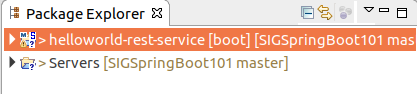 Package Explorer
> helloworld-rest-service [boot] [SIGSpringBoot101 mas
> Servers [SIGSpringBoot101 master]